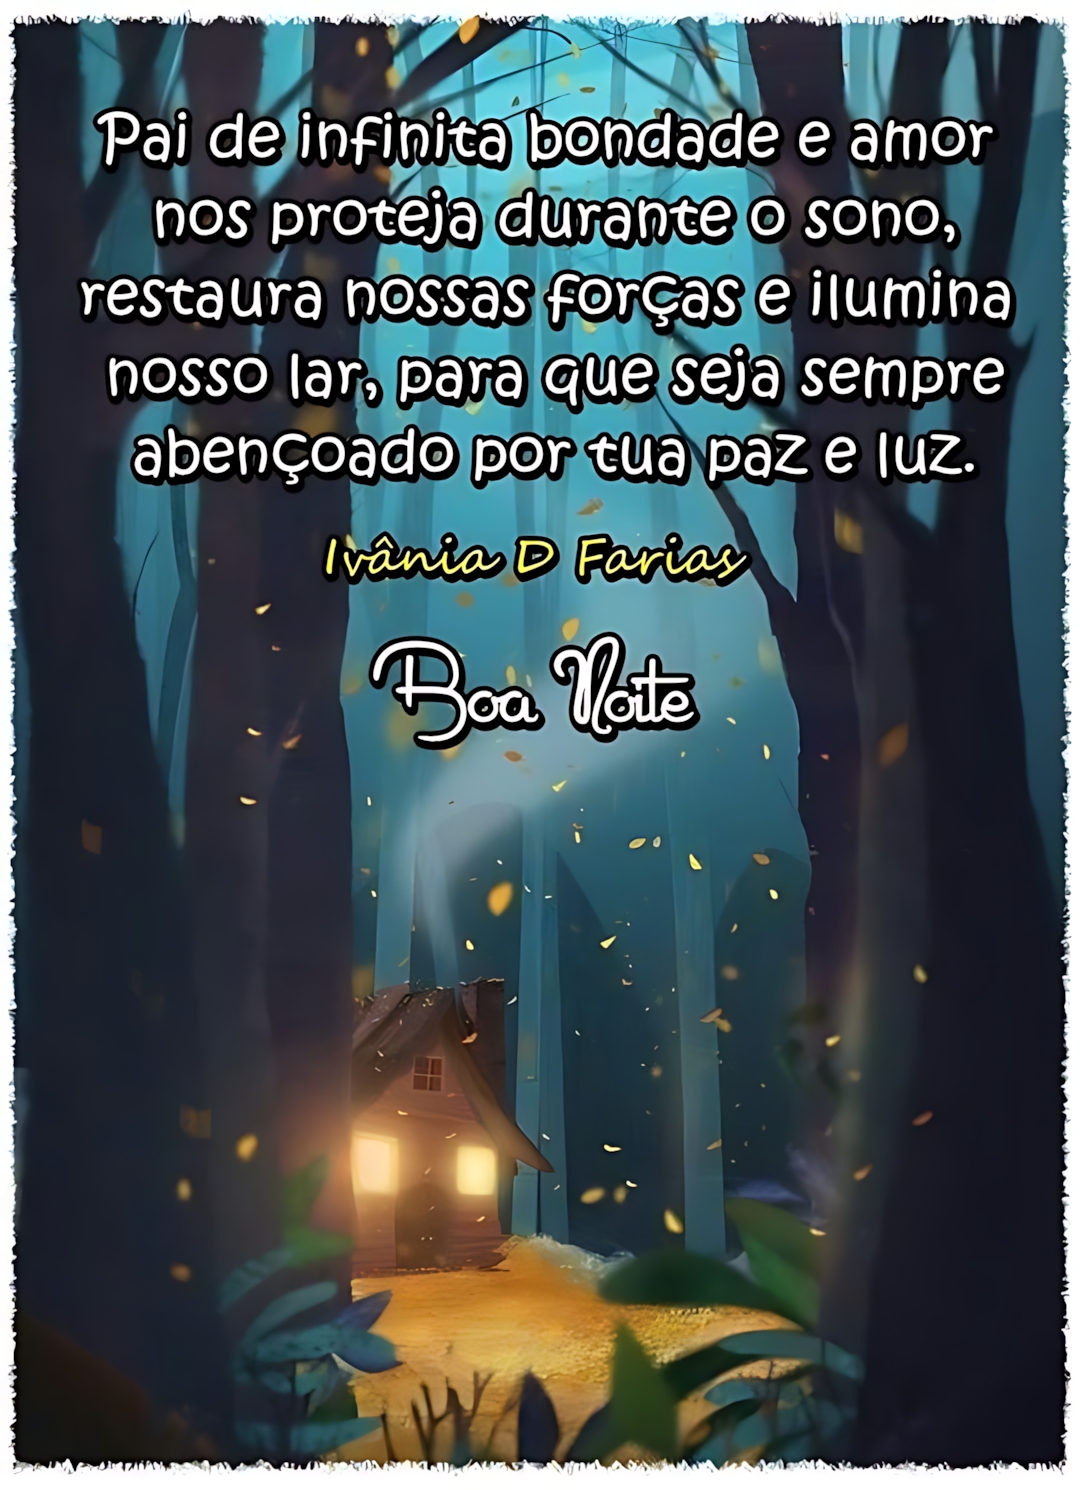 Pai de infinita bondade e amor
nos proteja durante o sono,
restaura nossas forças e ilumina
nosso lar, para que seja sempre
abençoado por tua paz e luz.
Ivânia D Farias
Boa Noite